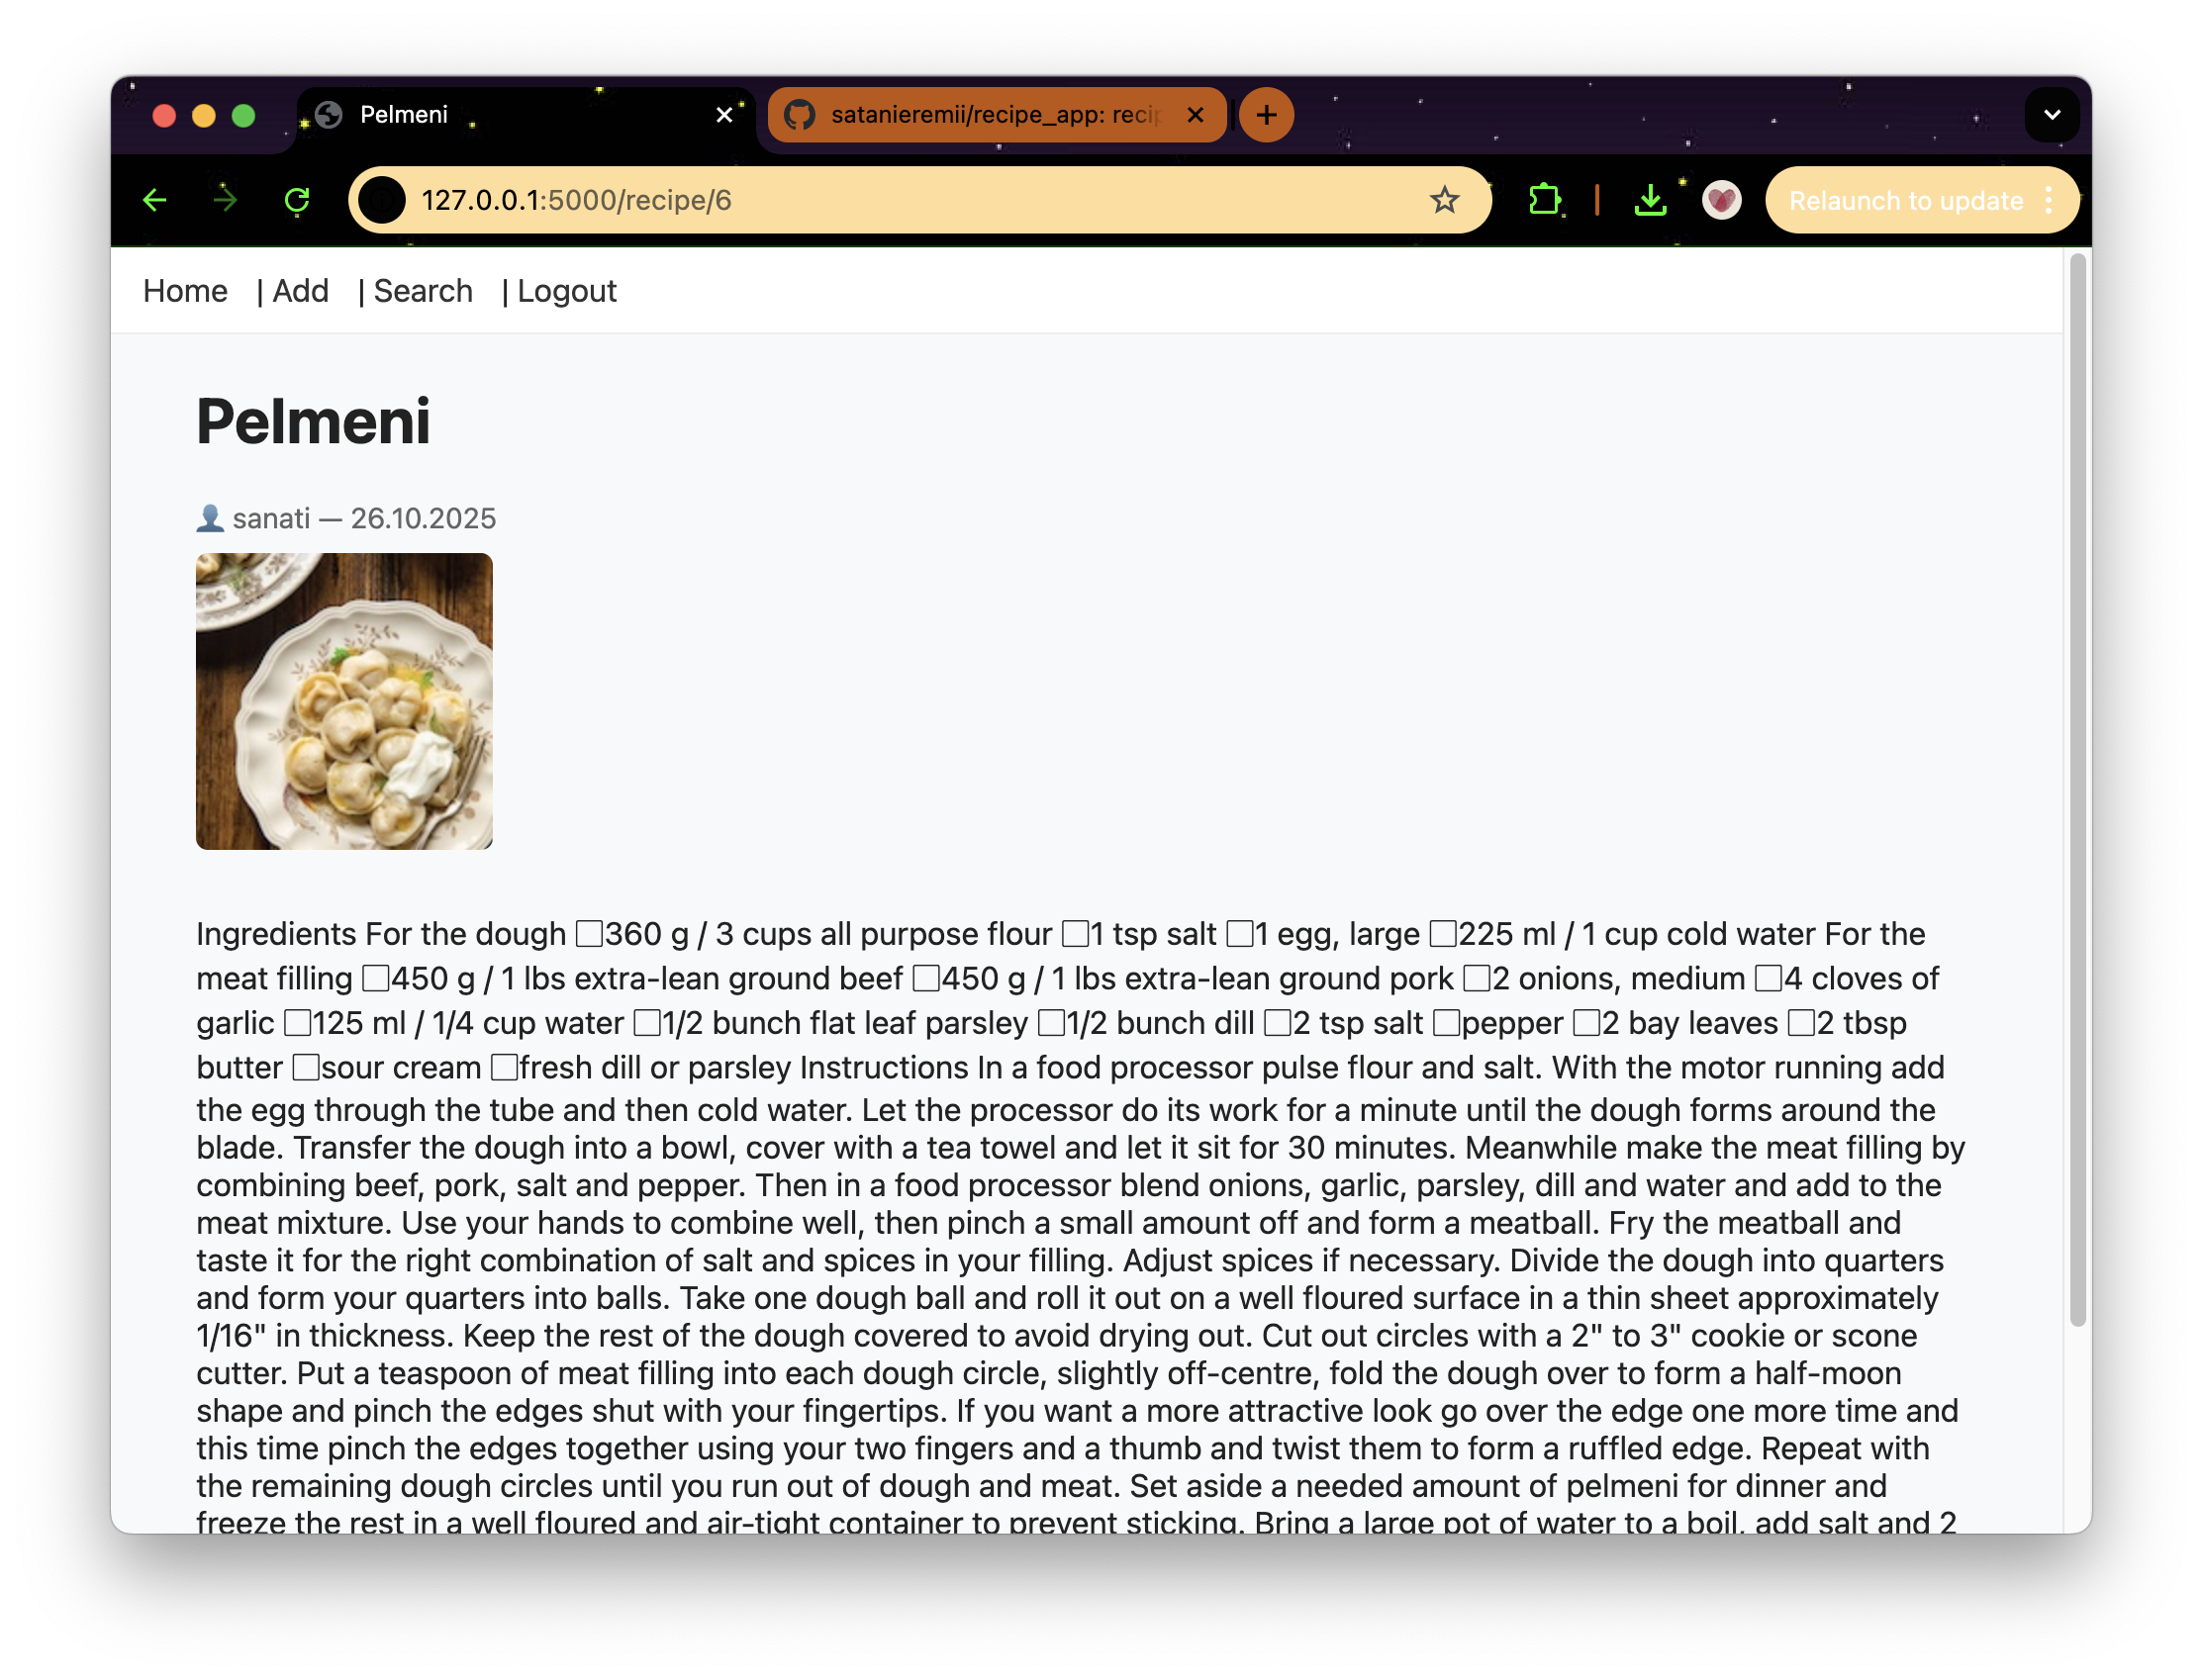 Pelmeni
satanieremii/recipe_app: recip
127.0.0.1:5000/recipe/6
Relaunch to update
Home | Add | Search | Logout
Pelmeni
sanati — 26.10.2025
Ingredients For the dough ▢360 g / 3 cups all purpose flour ▢1 tsp salt ▢1 egg, large ▢225 ml / 1 cup cold water For the
meat filling ▢450 g / 1 lbs extra-lean ground beef ▢450 g / 1 lbs extra-lean ground pork ▢2 onions, medium ▢4 cloves of
garlic ▢125 ml / 1/4 cup water ▢1/2 bunch flat leaf parsley ▢1/2 bunch dill ▢2 tsp salt ▢pepper ▢2 bay leaves ▢2 tbsp
butter ▢sour cream ▢fresh dill or parsley Instructions In a food processor pulse flour and salt. With the motor running add
the egg through the tube and then cold water. Let the processor do its work for a minute until the dough forms around the
blade. Transfer the dough into a bowl, cover with a tea towel and let it sit for 30 minutes. Meanwhile make the meat filling by
combining beef, pork, salt and pepper. Then in a food processor blend onions, garlic, parsley, dill and water and add to the
meat mixture. Use your hands to combine well, then pinch a small amount off and form a meatball. Fry the meatball and
taste it for the right combination of salt and spices in your filling. Adjust spices if necessary. Divide the dough into quarters
and form your quarters into balls. Take one dough ball and roll it out on a well floured surface in a thin sheet approximately
1/16" in thickness. Keep the rest of the dough covered to avoid drying out. Cut out circles with a 2" to 3" cookie or scone
cutter. Put a teaspoon of meat filling into each dough circle, slightly off-centre, fold the dough over to form a half-moon
shape and pinch the edges shut with your fingertips. If you want a more attractive look go over the edge one more time and
this time pinch the edges together using your two fingers and a thumb and twist them to form a ruffled edge. Repeat with
the remaining dough circles until you run out of dough and meat. Set aside a needed amount of pelmeni for dinner and
freeze the rest in a well floured and air-tight container to prevent sticking. Bring a large pot of water to a boil, add salt and 2